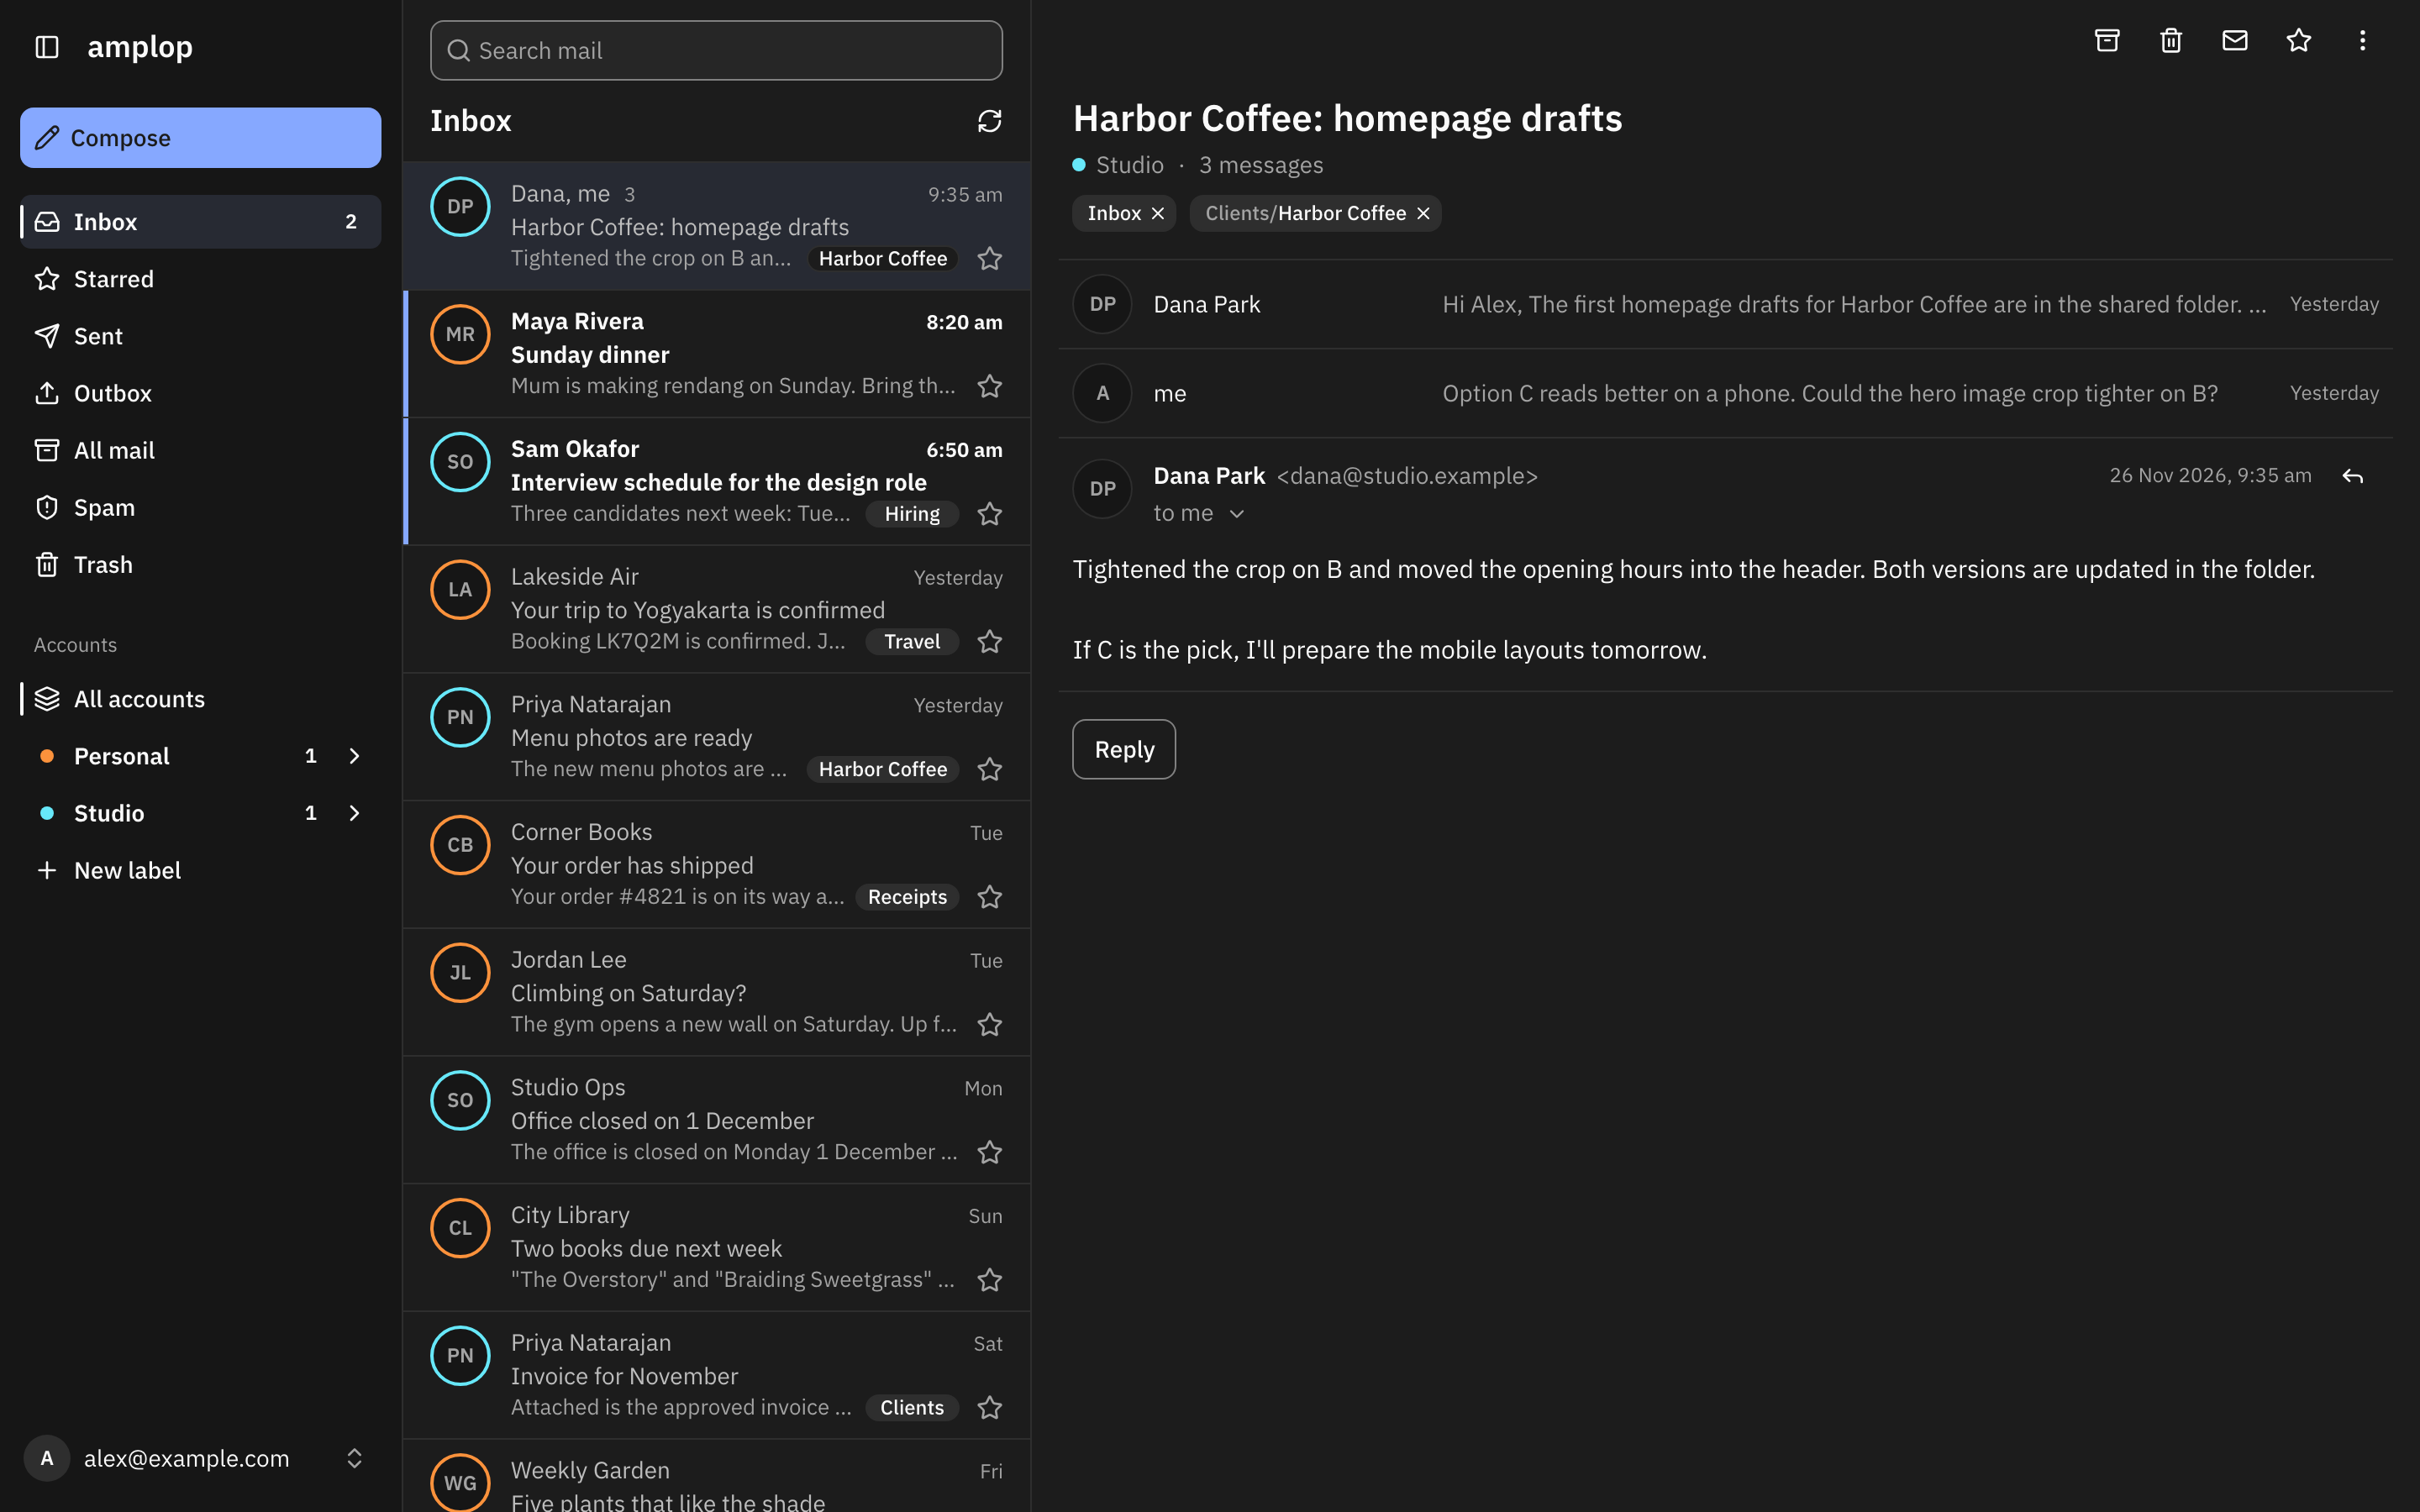 amplop
Compose
Inbox 2
Starred
Sent
Outbox
All mail
Spam
Trash
Accounts
All accounts
Personal 1
Studio 1
New label
A alex@example.com
Search mail
Inbox
DP Dana, me 3 9:35 am
Harbor Coffee: homepage drafts
Tightened the crop on B an... Harbor Coffee
MR Maya Rivera 8:20 am
Sunday dinner
Mum is making rendang on Sunday. Bring th...
SO Sam Okafor 6:50 am
Interview schedule for the design role
Three candidates next week: Tue... Hiring
LA Lakeside Air Yesterday
Your trip to Yogyakarta is confirmed
Booking LK7Q2M is confirmed. J... Travel
PN Priya Natarajan Yesterday
Menu photos are ready
The new menu photos are ... Harbor Coffee
CB Corner Books Tue
Your order has shipped
Your order #4821 is on its way a... Receipts
JL Jordan Lee Tue
Climbing on Saturday?
The gym opens a new wall on Saturday. Up f...
SO Studio Ops Mon
Office closed on 1 December
The office is closed on Monday 1 December ...
CL City Library Sun
Two books due next week
"The Overstory" and "Braiding Sweetgrass" ...
PN Priya Natarajan Sat
Invoice for November
Attached is the approved invoice ... Clients
WG Weekly Garden Fri
Five plants that like the shade
Harbor Coffee: homepage drafts
Studio · 3 messages
Inbox Clients/Harbor Coffee
DP Dana Park Hi Alex, The first homepage drafts for Harbor Coffee are in the shared folder. ... Yesterday
A me Option C reads better on a phone. Could the hero image crop tighter on B? Yesterday
DP Dana Park <dana@studio.example> 26 Nov 2026, 9:35 am
to me
Tightened the crop on B and moved the opening hours into the header. Both versions are updated in the folder.
If C is the pick, I'll prepare the mobile layouts tomorrow.
Reply